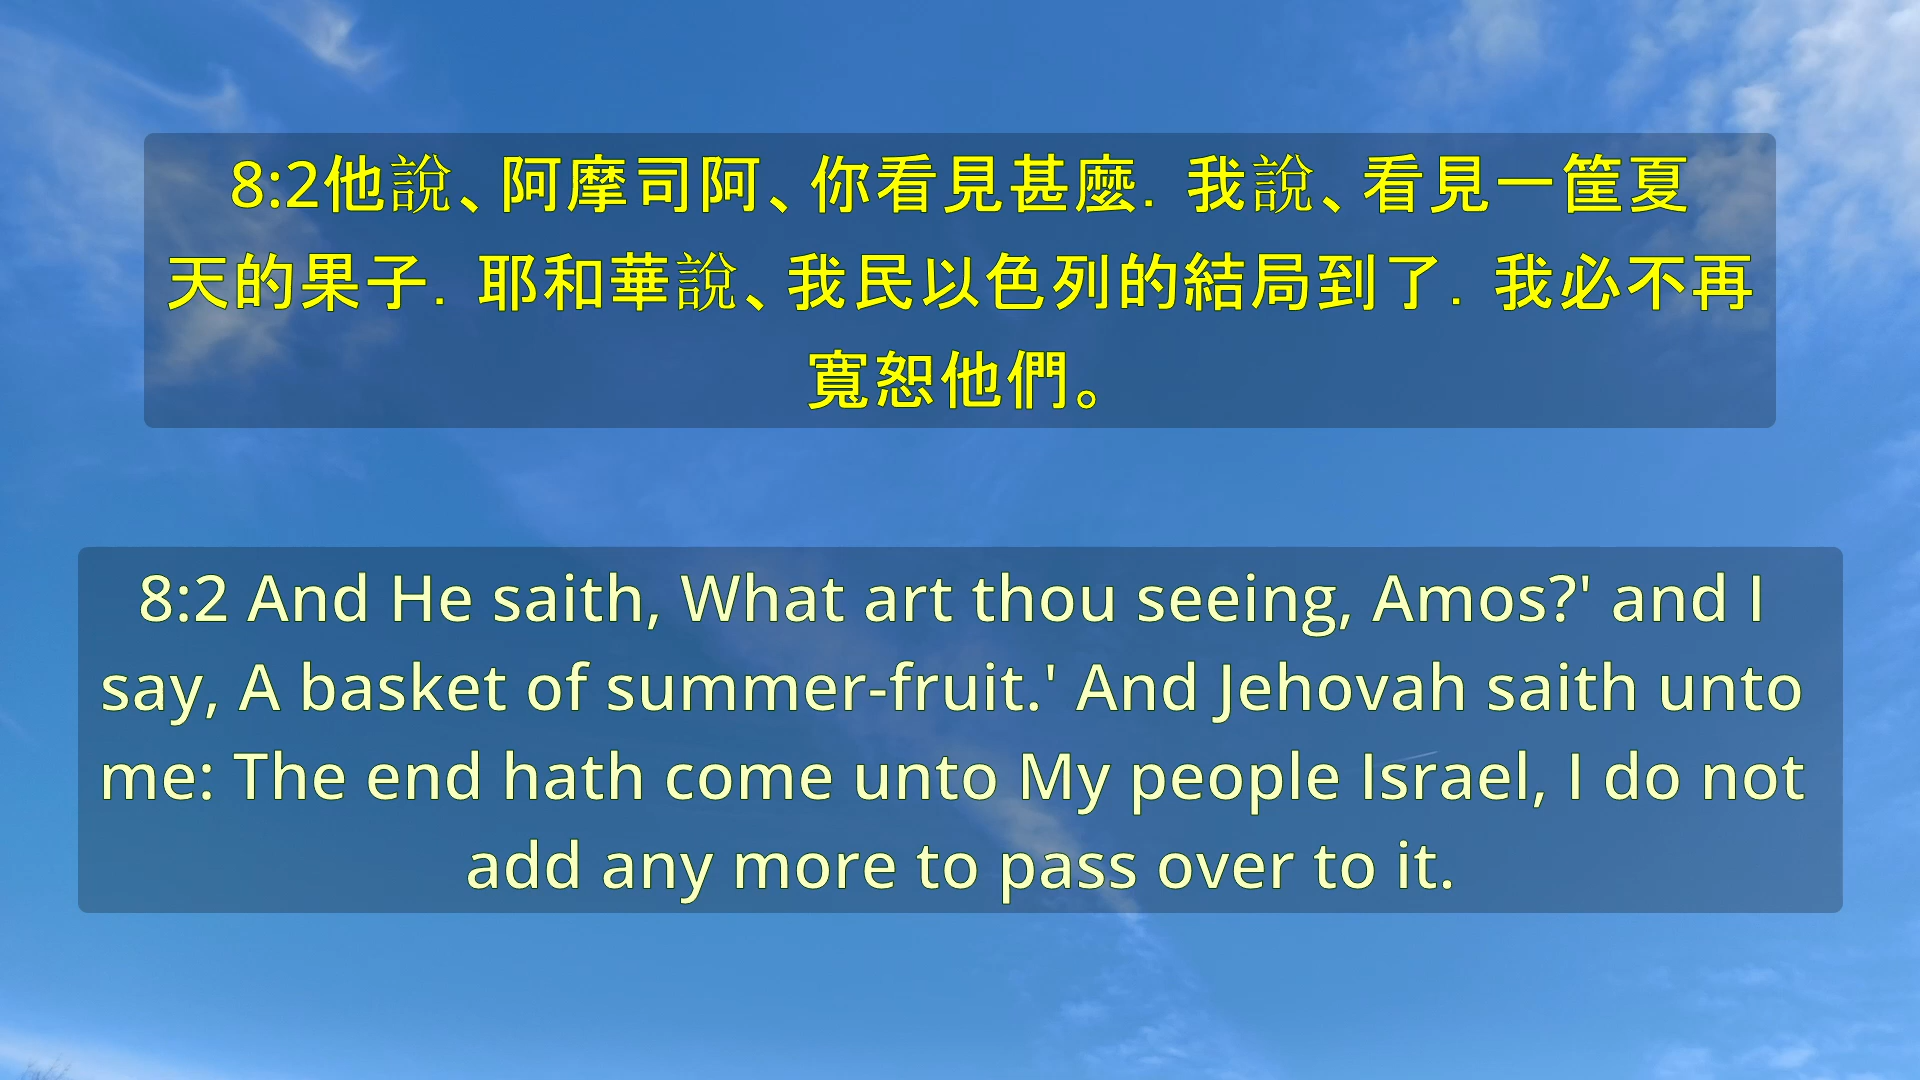 8:2他說、阿摩司阿、你看見甚麼．我說、看見一筐夏
天的果子．耶和華說、我民以色列的結局到了．我必不再
寬恕他們。
8:2 And He saith, What art thou seeing, Amos?' and I
say, A basket of summer-fruit.' And Jehovah saith unto
me: The end hath come unto My people Israel, I do not
add any more to pass over to it.